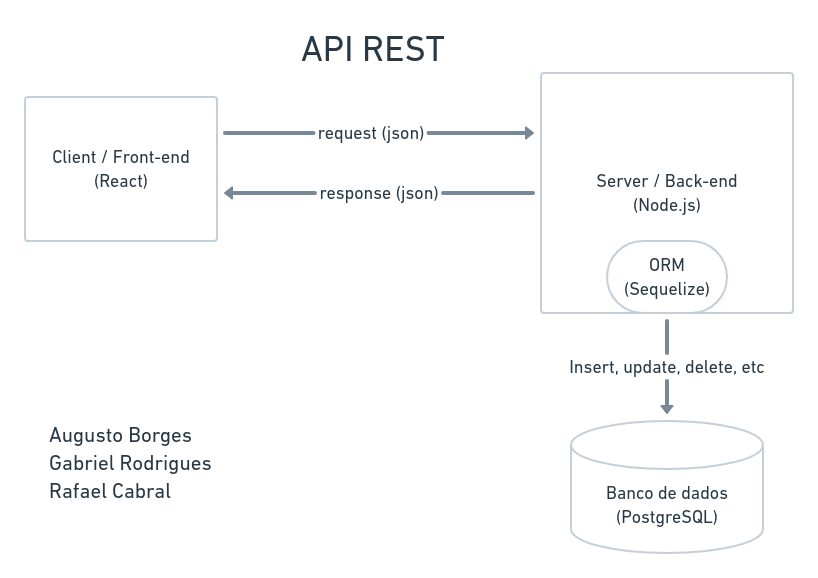 API REST
Client / Front-end
(React)
request (json)
response (json)
Server / Back-end
(Node.js)
ORM
(Sequelize)
Insert, update, delete, etc
Banco de dados
(PostgreSQL)
Augusto Borges
Gabriel Rodrigues
Rafael Cabral